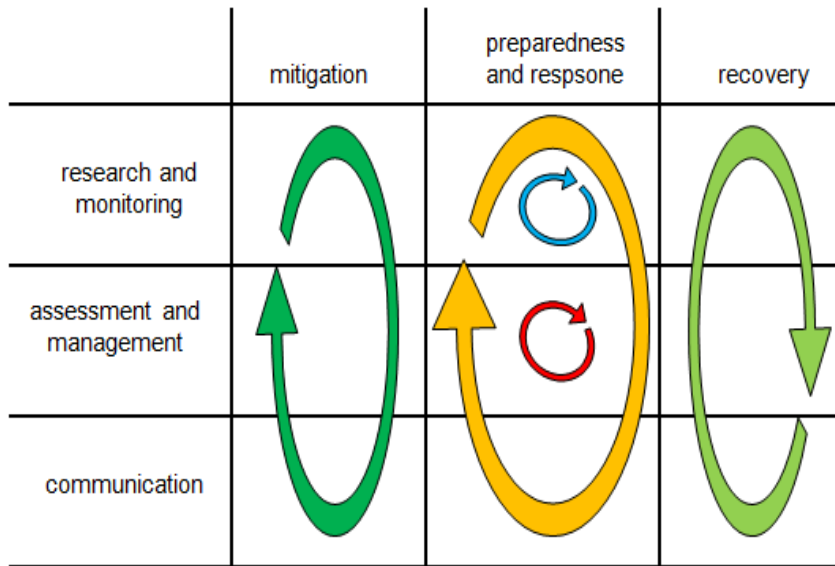 preparedness
mitigation
and respsone
recovery
research and
monitoring
assessment and
management
communication